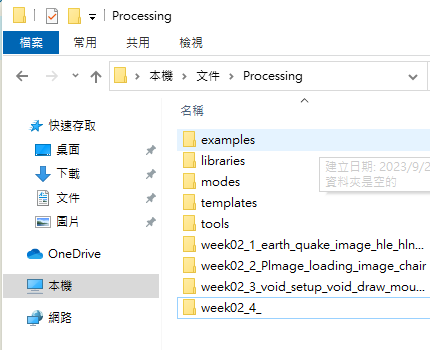 Processing
檔案 常用 共用 檢視
本機 文件 Processing
名稱
快速存取
桌面
下載
文件
圖片
OneDrive
本機
網路
examples
libraries
modes
templates
tools
week02_1_earth_quake_image_hle_hln...
week02_2_PImage_loading_image_chair
week02_3_void_setup_void_draw_mou...
week02_4_
建立日期: 2023/9/2
資料夾是空的